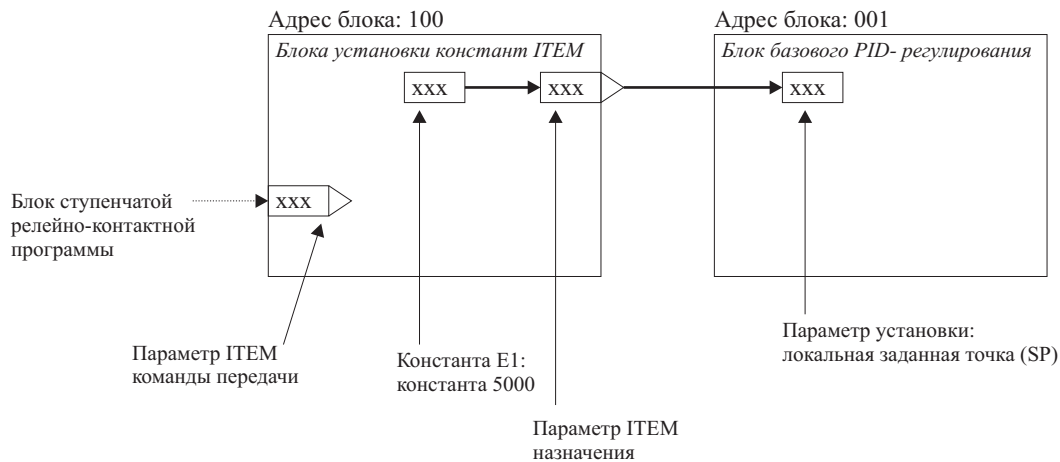 Адрес блока: 100
Адрес блока: 001
Блока установки констант ITEM
Блок базового PID- регулирования
xxx
xxx
xxx
xxx
Блок ступенчатой
релейно-контактной
программы
Параметр ITEM
команды передачи
Константа E1:
константа 5000
Параметр установки:
локальная заданная точка (SP)
Параметр ITEM
назначения